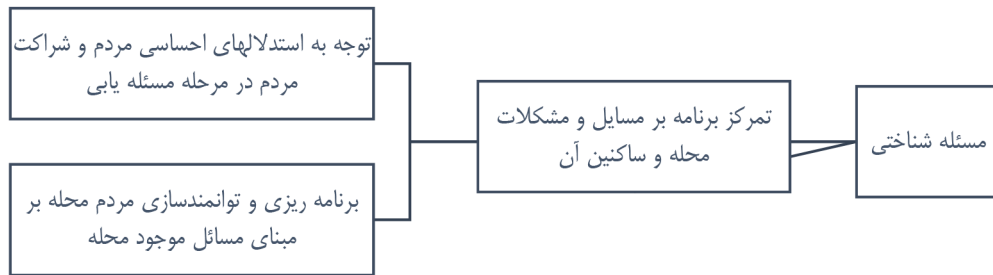 مسئله شناختی
تمرکز برنامه بر مسایل و مشکلات
محله و ساکنین آن
توجه به استدلالهای احساسی مردم و شراکت
مردم در مرحله مسئله یابی
برنامه ریزی و توانمندسازی مردم محله بر
مبنای مسائل موجود محله